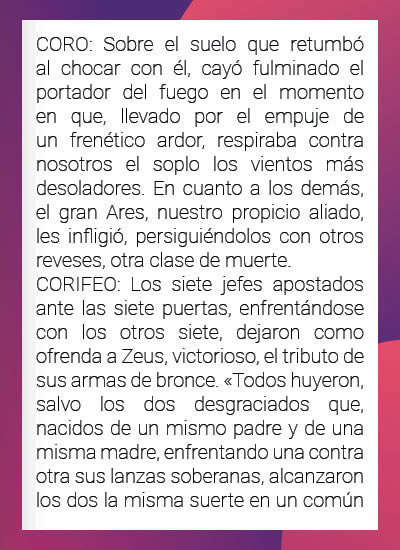 CORO: Sobre el suelo que retumbó
al chocar con él, cayó fulminado el
portador del fuego en el momento
en que, llevado por el empuje de
un frenético ardor, respiraba contra
nosotros el soplo los vientos más
desoladores. En cuanto a los demás,
el gran Ares, nuestro propicio aliado,
les infligió, persiguiéndolos con otros
reveses, otra clase de muerte.
CORIFEO: Los siete jefes apostados
ante las siete puertas, enfrentándose
con los otros siete, dejaron como
ofrenda a Zeus, victorioso, el tributo de
sus armas de bronce. «Todos huyeron,
salvo los dos desgraciados que,
nacidos de un mismo padre y de una
misma madre, enfrentando una contra
otra sus lanzas soberanas, alcanzaron
los dos la misma suerte en un común